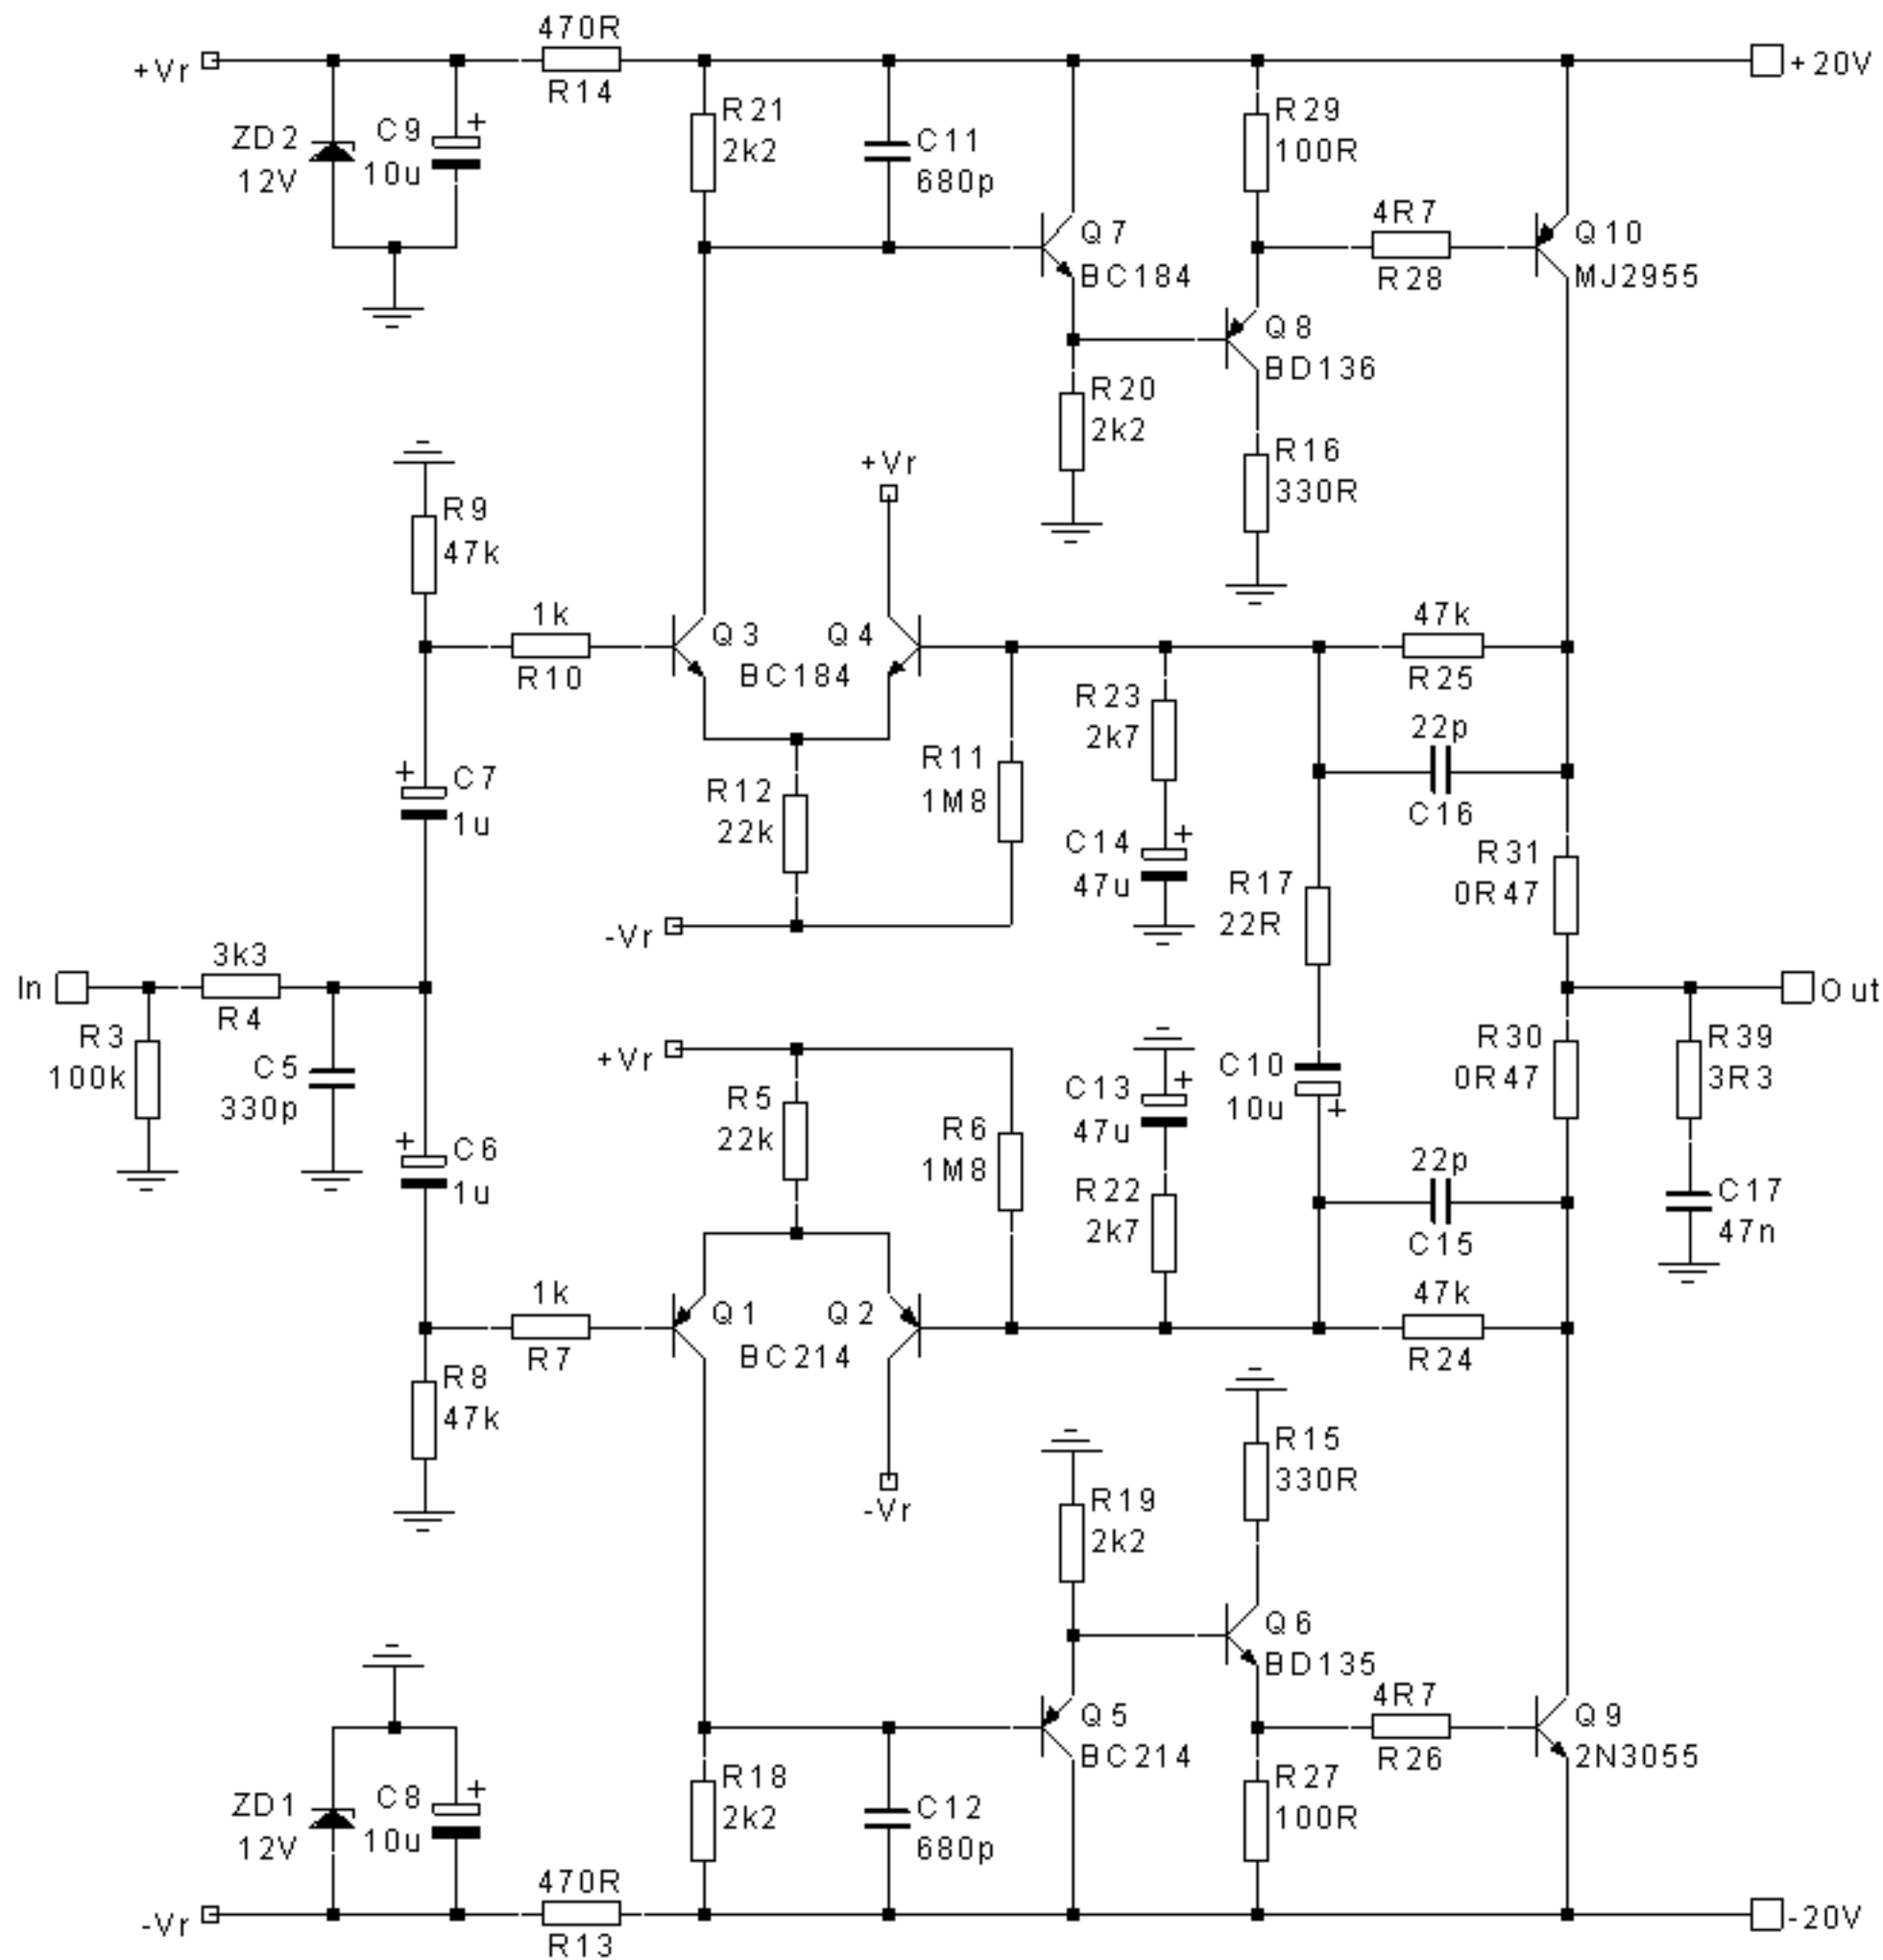 470R
R14
+Vr
+20V
ZD2
12V
C9
10u
+
R21
2k2
C11
680p
R29
100R
Q7
BC184
4R7
R28
Q10
MJ2955
Q8
BD136
R20
2k2
R16
330R
+Vr
R9
47k
1k
R10
Q3
Q4
BC184
47k
R25
R23
2k7
22p
C16
+
C7
1u
R12
22k
R11
1M8
C14
47u
+
R31
0R47
R17
22R
-Vr
In
3k3
R4
Out
R3
100k
C5
330p
+Vr
R5
22k
R6
1M8
C13
47u
+
C10
10u
+
R30
0R47
R39
3R3
+
C6
1u
R22
2k7
22p
C15
C17
47n
1k
R7
Q1
Q2
BC214
47k
R24
R8
47k
-Vr
R15
330R
R19
2k2
Q6
BD135
4R7
R26
Q5
BC214
Q9
2N3055
ZD1
12V
C8
10u
+
R18
2k2
C12
680p
R27
100R
470R
R13
-Vr
-20V